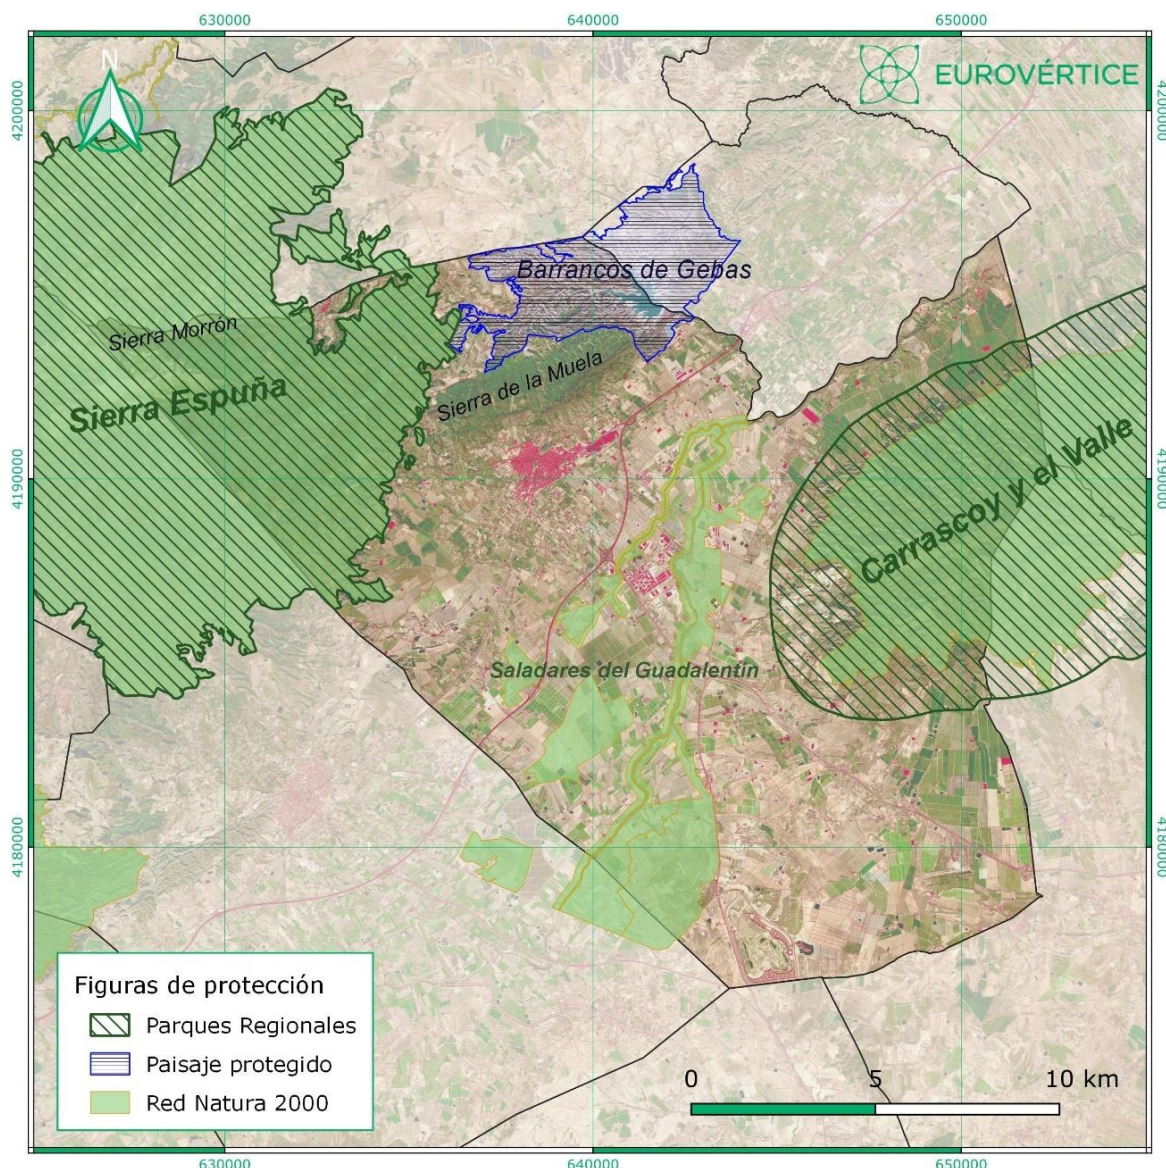 630000
640000
650000
N
EUROVÉRTICE
4200000
4200000
Barrancos de Gebas
Sierra Morrón
Sierra de la Muela
Sierra Espuña
Carrascoy y el Valle
4190000
4190000
Saladares del Guadalentín
4180000
4180000
Figuras de protección
Parques Regionales
Paisaje protegido
Red Natura 2000
0
5
10 km
630000
640000
650000